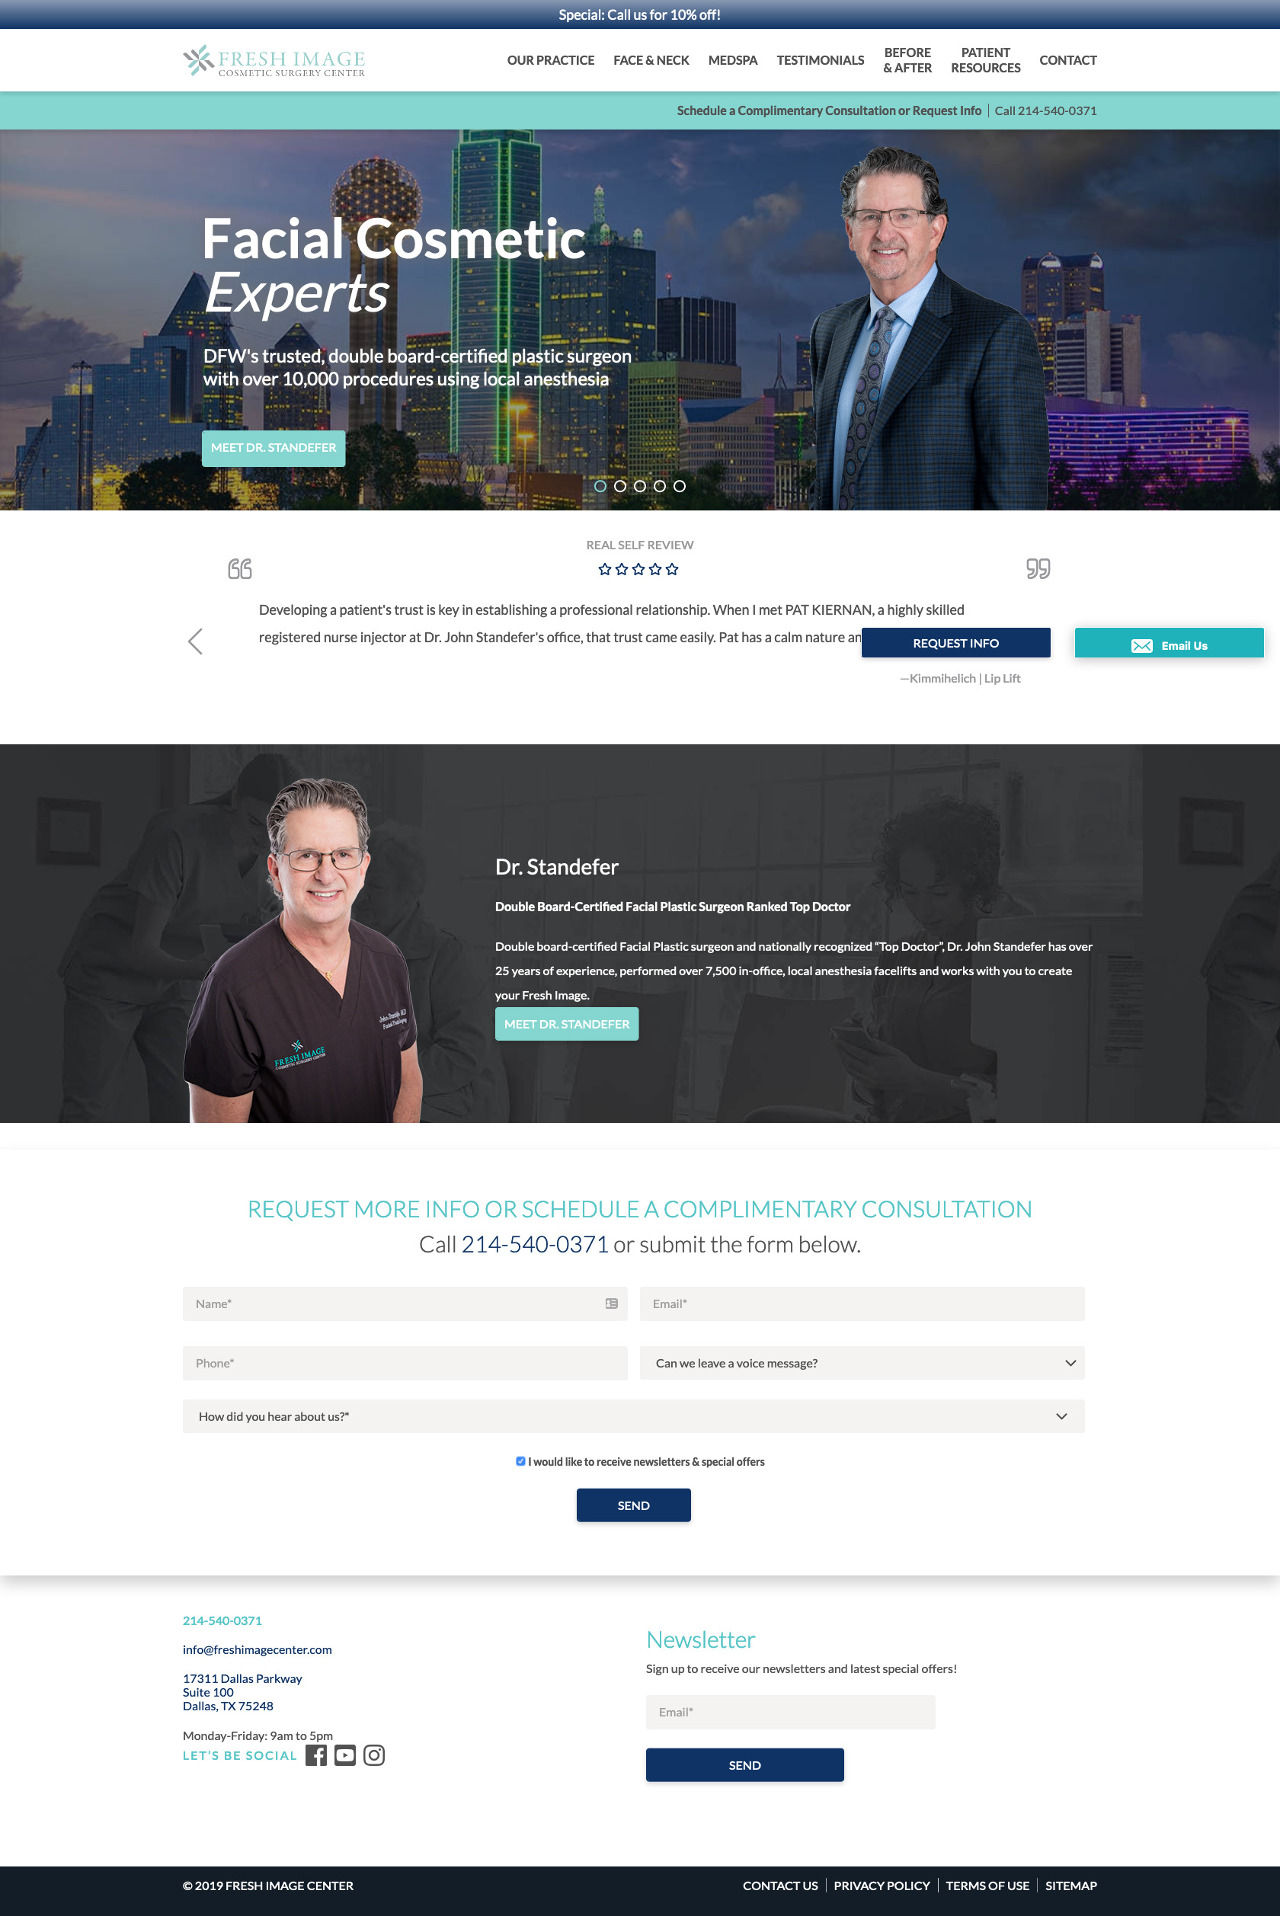 Special: Call us for 10% off!
FRESH IMAGE
COSMETIC SURGERY CENTER
OUR PRACTICE
FACE & NECK
MEDSPA
TESTIMONIALS
BEFORE
& AFTER
PATIENT
RESOURCES
CONTACT
Schedule a Complimentary Consultation or Request Info | Call 214-540-0371
Facial Cosmetic
Experts
DFW's trusted, double board-certified plastic surgeon
with over 10,000 procedures using local anesthesia
MEET DR. STANDEFER
REAL SELF REVIEW
Developing a patient's trust is key in establishing a professional relationship. When I met PAT KIERNAN, a highly skilled
registered nurse injector at Dr. John Standefer's office, that trust came easily. Pat has a calm nature an
REQUEST INFO
Email Us
—Kimmihelich | Lip Lift
Dr. Standefer
Double Board-Certified Facial Plastic Surgeon Ranked Top Doctor
Double board-certified Facial Plastic surgeon and nationally recognized “Top Doctor”, Dr. John Standefer has over
25 years of experience, performed over 7,500 in-office, local anesthesia facelifts and works with you to create
your Fresh Image.
MEET DR. STANDEFER
FRESH IMAGE
COSMETIC SURGERY CENTER
REQUEST MORE INFO OR SCHEDULE A COMPLIMENTARY CONSULTATION
Call 214-540-0371 or submit the form below.
Name*
Email*
Phone*
Can we leave a voice message?
How did you hear about us?*
I would like to receive newsletters & special offers
SEND
214-540-0371
info@freshimagecenter.com
17311 Dallas Parkway
Suite 100
Dallas, TX 75248
Monday-Friday: 9am to 5pm
LET'S BE SOCIAL
Newsletter
Sign up to receive our newsletters and latest special offers!
Email*
SEND
© 2019 FRESH IMAGE CENTER
CONTACT US | PRIVACY POLICY | TERMS OF USE | SITEMAP